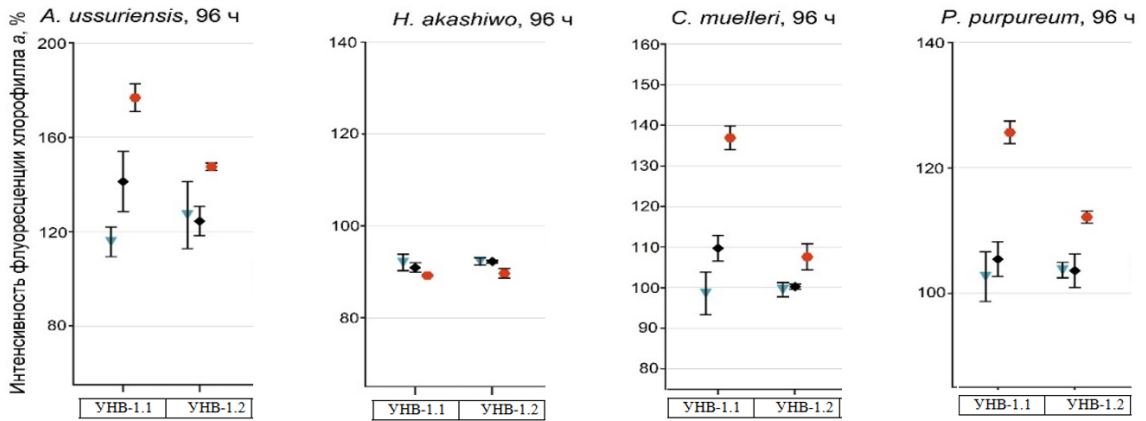 Интенсивность флуоресценции хлорофилла a, %
A. ussuriensis, 96 ч
200
160
120
80
УНВ-1.1 УНВ-1.2
H. akashiwo, 96 ч
140
120
100
80
УНВ-1.1 УНВ-1.2
C. muelleri, 96 ч
160
150
140
130
120
110
100
90
80
УНВ-1.1 УНВ-1.2
P. purpureum, 96 ч
140
120
100
УНВ-1.1 УНВ-1.2